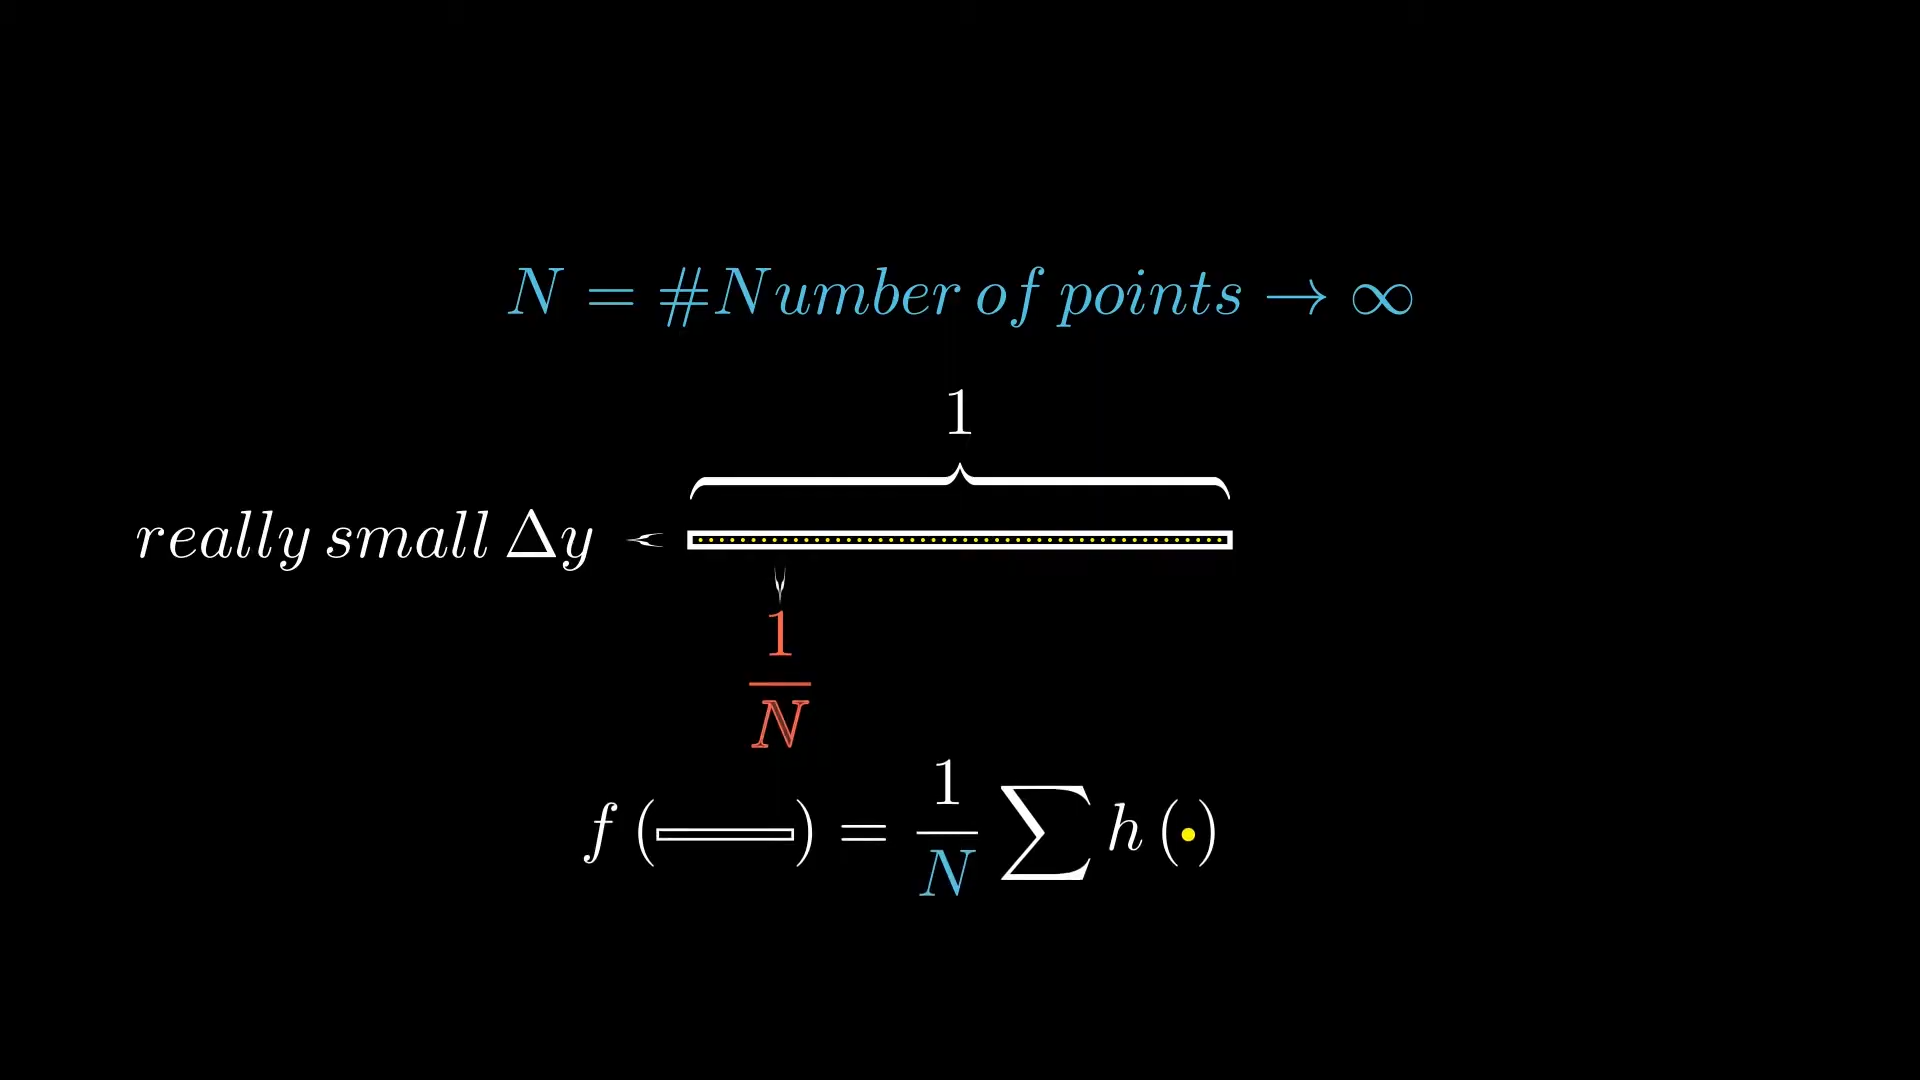 N = #Number of points → ∞
1
really small Δy
1
N
f ( ) = 1/N ∑ h (·)